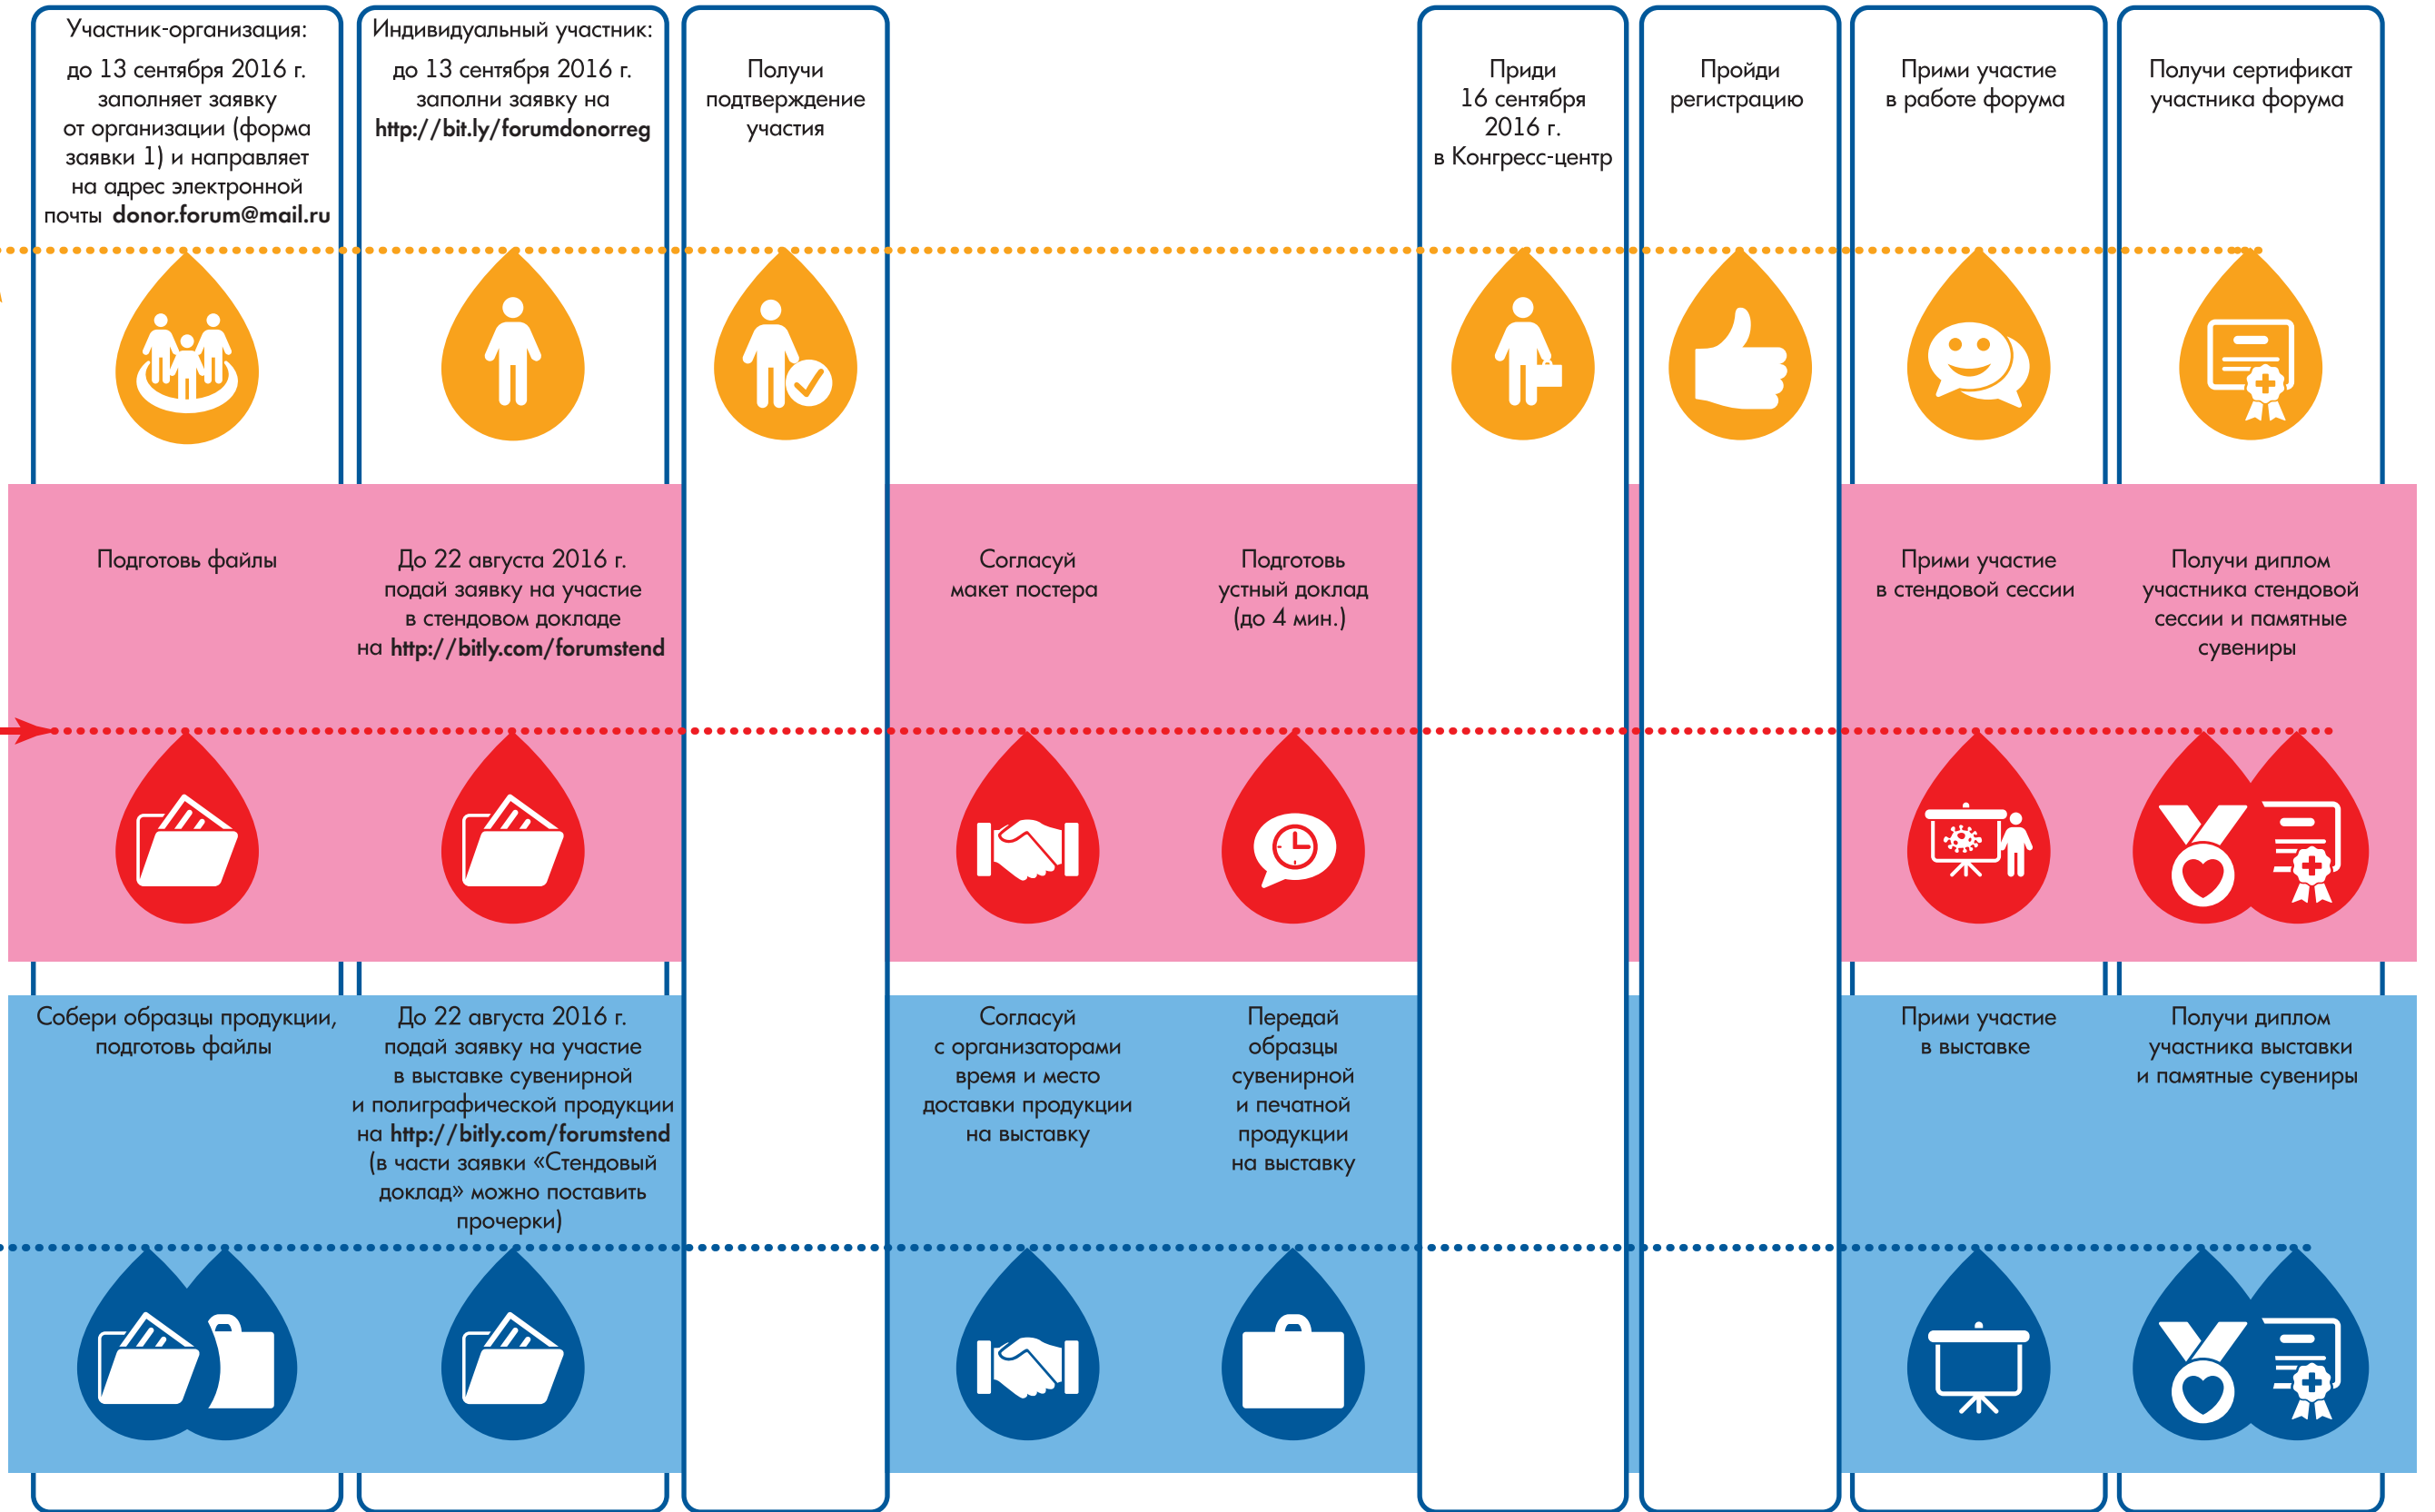 Участник-организация:
до 13 сентября 2016 г.
заполняет заявку
от организации (форма
заявки 1) и направляет
на адрес электронной
почты donor.forum@mail.ru
Индивидуальный участник:
до 13 сентября 2016 г.
заполни заявку на
http://bit.ly/forumdonorreg
Получи
подтверждение
участия
Приди
16 сентября
2016 г.
в Конгресс-центр
Пройди
регистрацию
Прими участие
в работе форума
Получи сертификат
участника форума
Подготовь файлы
До 22 августа 2016 г.
подай заявку на участие
в стендовом докладе
на http://bitly.com/forumstend
Согласуй
макет постера
Подготовь
устный доклад
(до 4 мин.)
Прими участие
в стендовой сессии
Получи диплом
участника стендовой
сессии и памятные
сувениры
Собери образцы продукции,
подготовь файлы
До 22 августа 2016 г.
подай заявку на участие
в выставке сувенирной
и полиграфической продукции
на http://bitly.com/forumstend
(в части заявки «Стендовый
доклад» можно поставить
прочерки)
Согласуй
с организаторами
время и место
доставки продукции
на выставку
Передай
образцы
сувенирной
и печатной
продукции
на выставку
Прими участие
в выставке
Получи диплом
участника выставки
и памятные сувениры